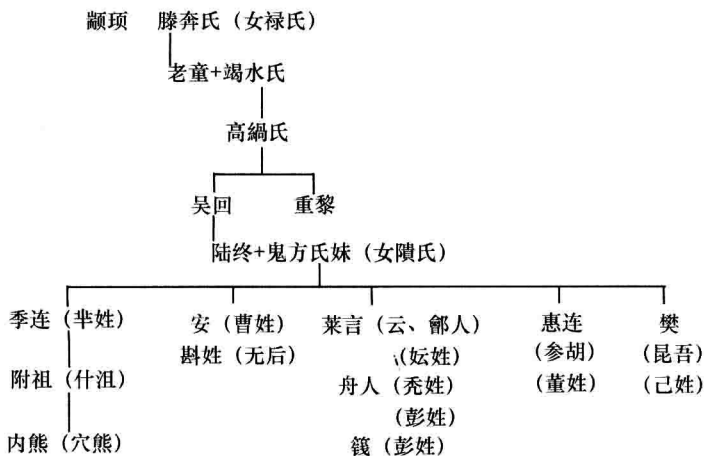 颛顼 滕奔氏（女禄氏）
老童+竭水氏
高緺氏
吴回 重黎
陆终+鬼方氏妹（女隤氏）
季连（芈姓） 安（曹姓） 莱言（云、鄶人） 惠连 樊
斟姓（无后） （妘姓） （参胡） （昆吾）
附祖（什沮） 舟人（秃姓） （董姓） （己姓）
（彭姓）
内熊（穴熊） 篯（彭姓）